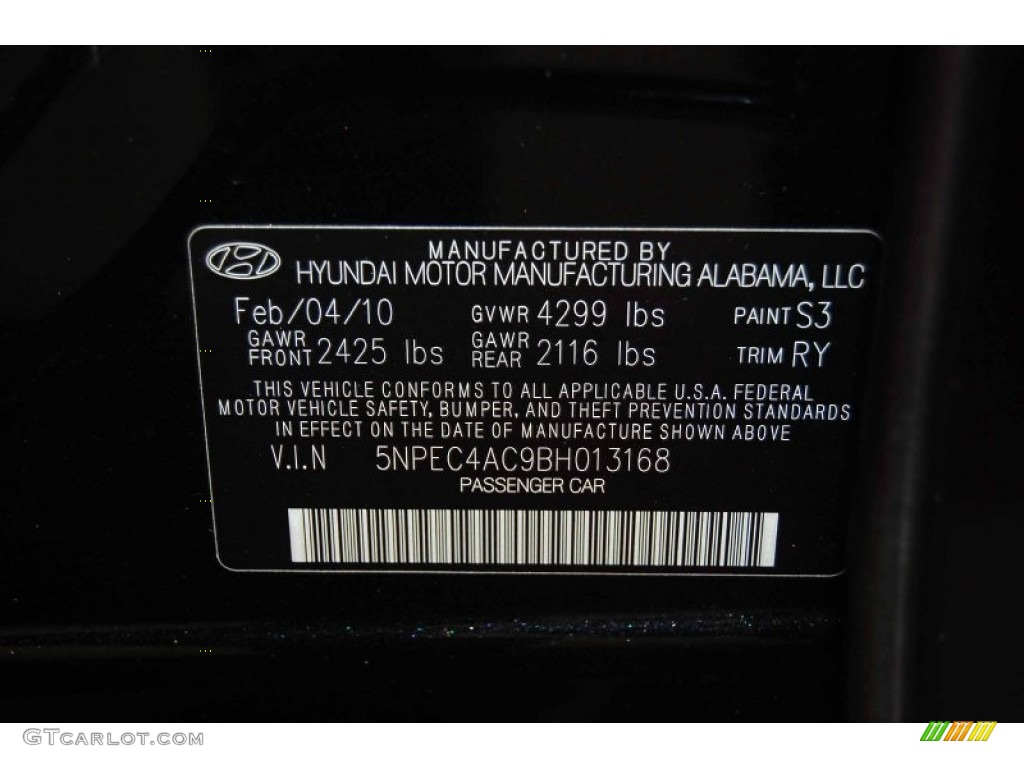 MANUFACTURED BY
HYUNDAI MOTOR MANUFACTURING ALABAMA, LLC
Feb/04/10 GVWR 4299 lbs PAINT S3
GAWR FRONT 2425 lbs GAWR REAR 2116 lbs TRIM RY
THIS VEHICLE CONFORMS TO ALL APPLICABLE U.S.A. FEDERAL
MOTOR VEHICLE SAFETY, BUMPER, AND THEFT PREVENTION STANDARDS
IN EFFECT ON THE DATE OF MANUFACTURE SHOWN ABOVE
V.I.N 5NPEC4AC9BH013168
PASSENGER CAR
GTCARLOT.COM